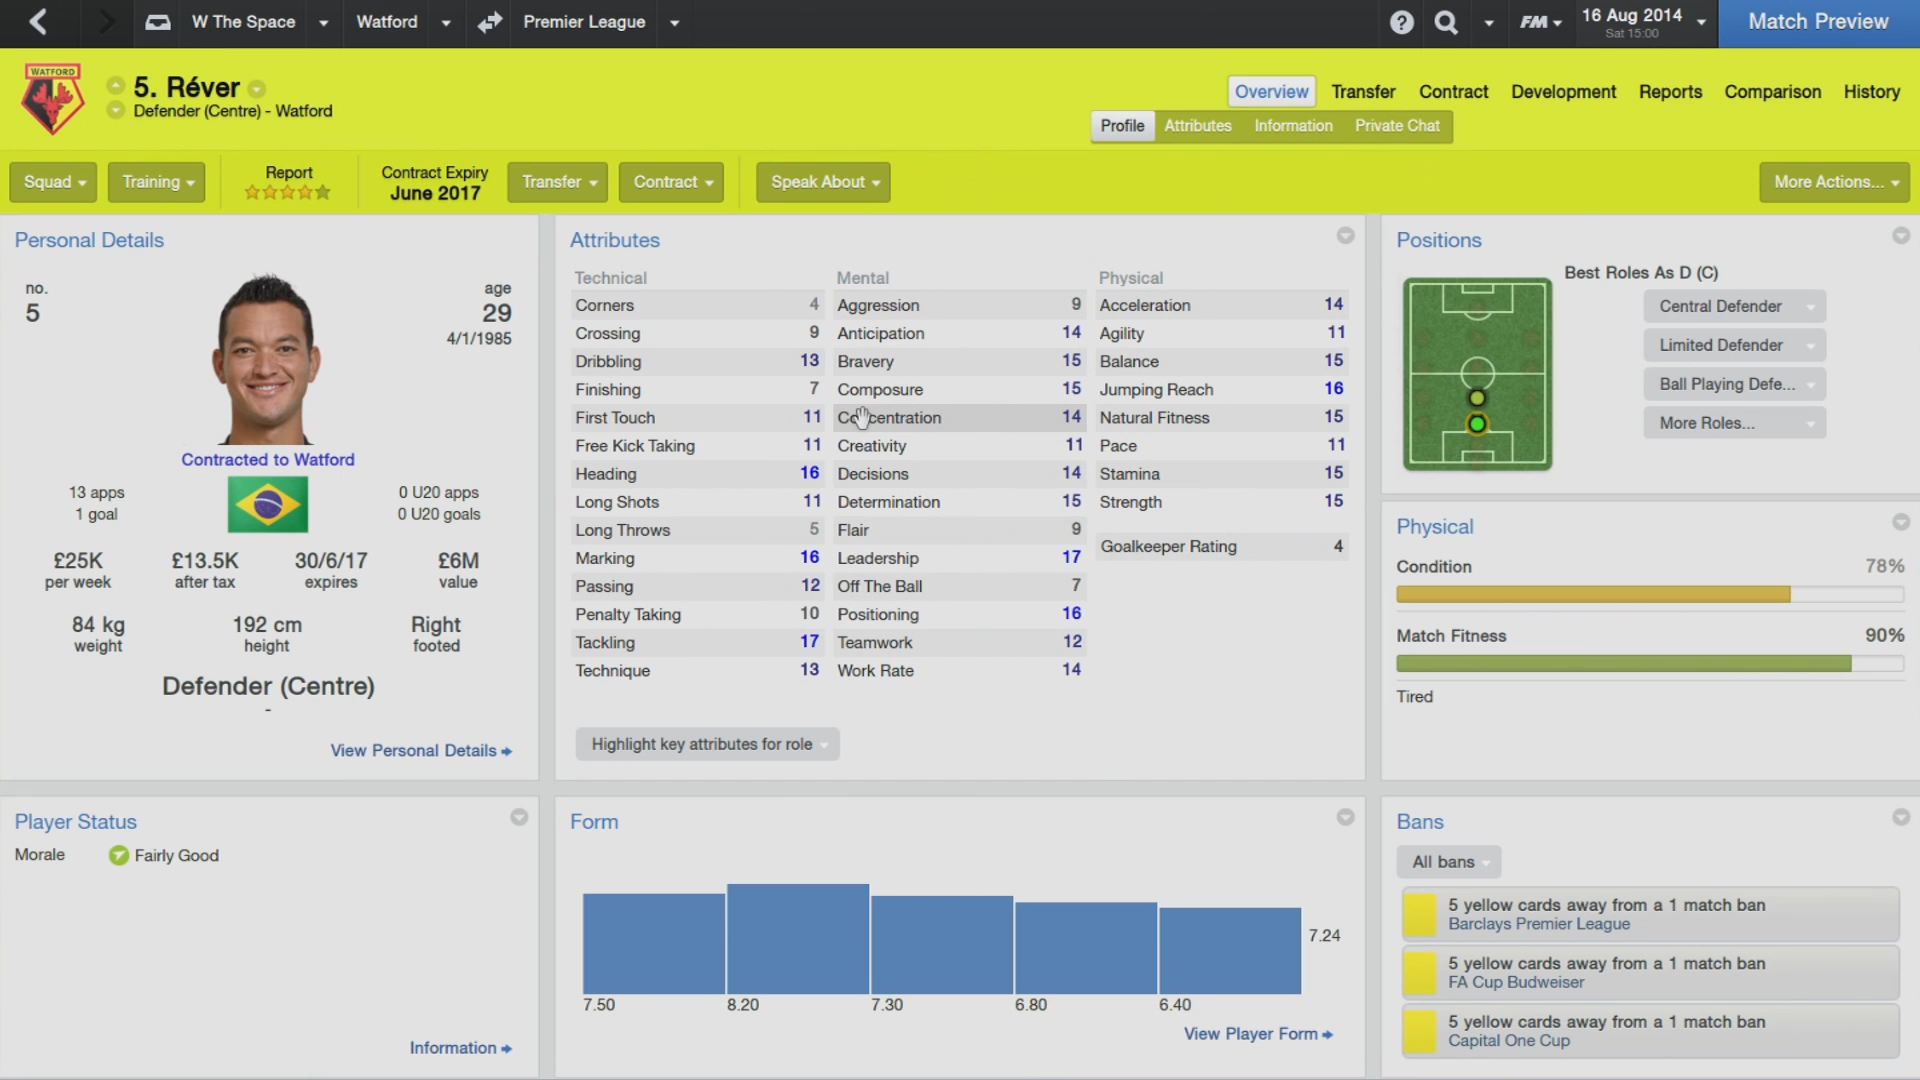 W The Space
Watford
Premier League
FM
16 Aug 2014
Sat 15:00
Match Preview
WATFORD
5. Réver
Defender (Centre) - Watford
Overview
Transfer
Contract
Development
Reports
Comparison
History
Profile
Attributes
Information
Private Chat
Squad
Training
Report
Contract Expiry
June 2017
Transfer
Contract
Speak About
More Actions...
Personal Details
no.
5
age
29
4/1/1985
Contracted to Watford
13 apps
1 goal
0 U20 apps
0 U20 goals
£25K
per week
£13.5K
after tax
30/6/17
expires
£6M
value
84 kg
weight
192 cm
height
Right
footed
Defender (Centre)
-
View Personal Details
Attributes
Technical
Corners 4
Crossing 9
Dribbling 13
Finishing 7
First Touch 11
Free Kick Taking 11
Heading 16
Long Shots 11
Long Throws 5
Marking 16
Passing 12
Penalty Taking 10
Tackling 17
Technique 13
Mental
Aggression 9
Anticipation 14
Bravery 15
Composure 15
Concentration 14
Creativity 11
Decisions 14
Determination 15
Flair 9
Leadership 17
Off The Ball 7
Positioning 16
Teamwork 12
Work Rate 14
Physical
Acceleration 14
Agility 11
Balance 15
Jumping Reach 16
Natural Fitness 15
Pace 11
Stamina 15
Strength 15
Goalkeeper Rating 4
Highlight key attributes for role
Positions
Best Roles As D (C)
Central Defender
Limited Defender
Ball Playing Defe...
More Roles...
Physical
Condition 78%
Match Fitness 90%
Tired
Player Status
Morale Fairly Good
Information
Form
7.24
7.50 8.20 7.30 6.80 6.40
View Player Form
Bans
All bans
5 yellow cards away from a 1 match ban
Barclays Premier League
5 yellow cards away from a 1 match ban
FA Cup Budweiser
5 yellow cards away from a 1 match ban
Capital One Cup